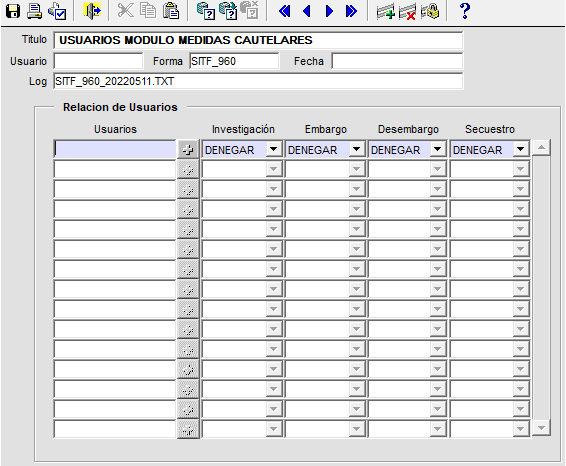 ?
Titulo USUARIOS MODULO MEDIDAS CAUTELARES
Usuario Forma SITF_960 Fecha
Log SITF_960_20220511.TXT
Relacion de Usuarios
Usuarios Investigación Embargo Desembargo Secuestro
DENEGAR DENEGAR DENEGAR DENEGAR